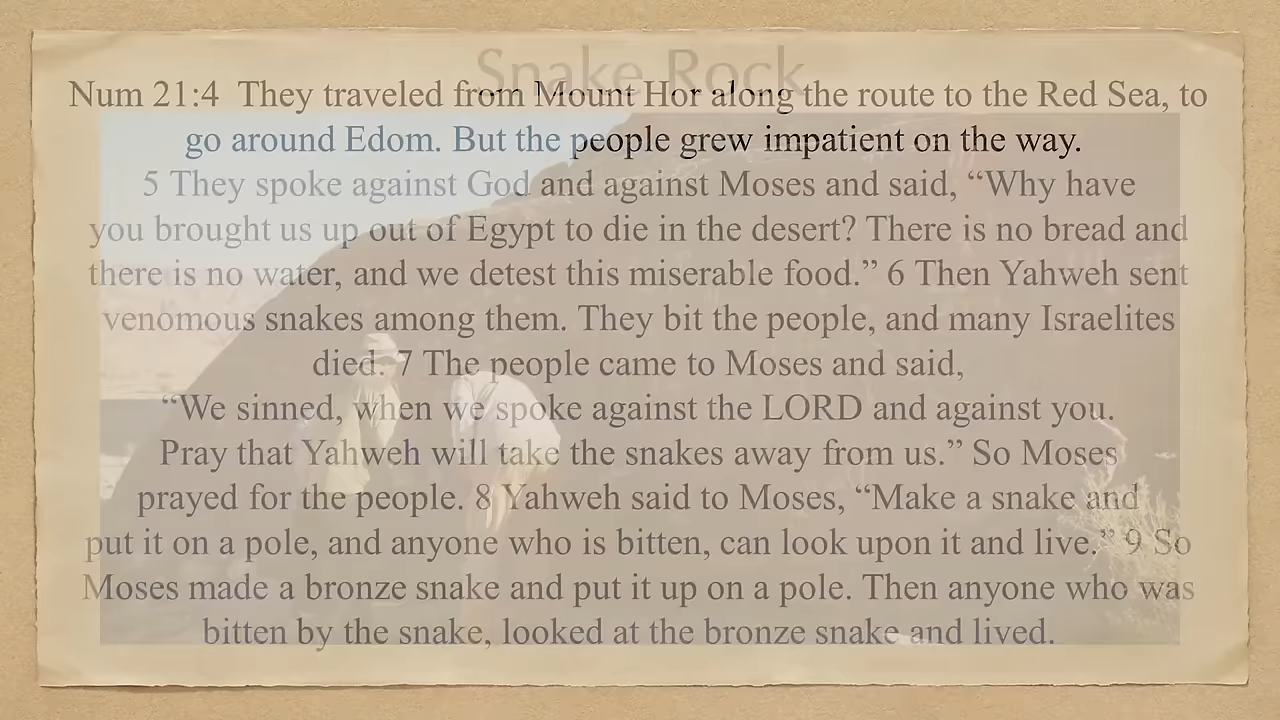 Snake Rock
Num 21:4  They traveled from Mount Hor along the route to the Red Sea, to
go around Edom. But the people grew impatient on the way.
5 They spoke against God and against Moses and said, “Why have
you brought us up out of Egypt to die in the desert? There is no bread and
there is no water, and we detest this miserable food.” 6 Then Yahweh sent
venomous snakes among them. They bit the people, and many Israelites
died. 7 The people came to Moses and said,
“We sinned, when we spoke against the LORD and against you.
Pray that Yahweh will take the snakes away from us.” So Moses
prayed for the people. 8 Yahweh said to Moses, “Make a snake and
put it on a pole, and anyone who is bitten, can look upon it and live.” 9 So
Moses made a bronze snake and put it up on a pole. Then anyone who was
bitten by the snake, looked at the bronze snake and lived.